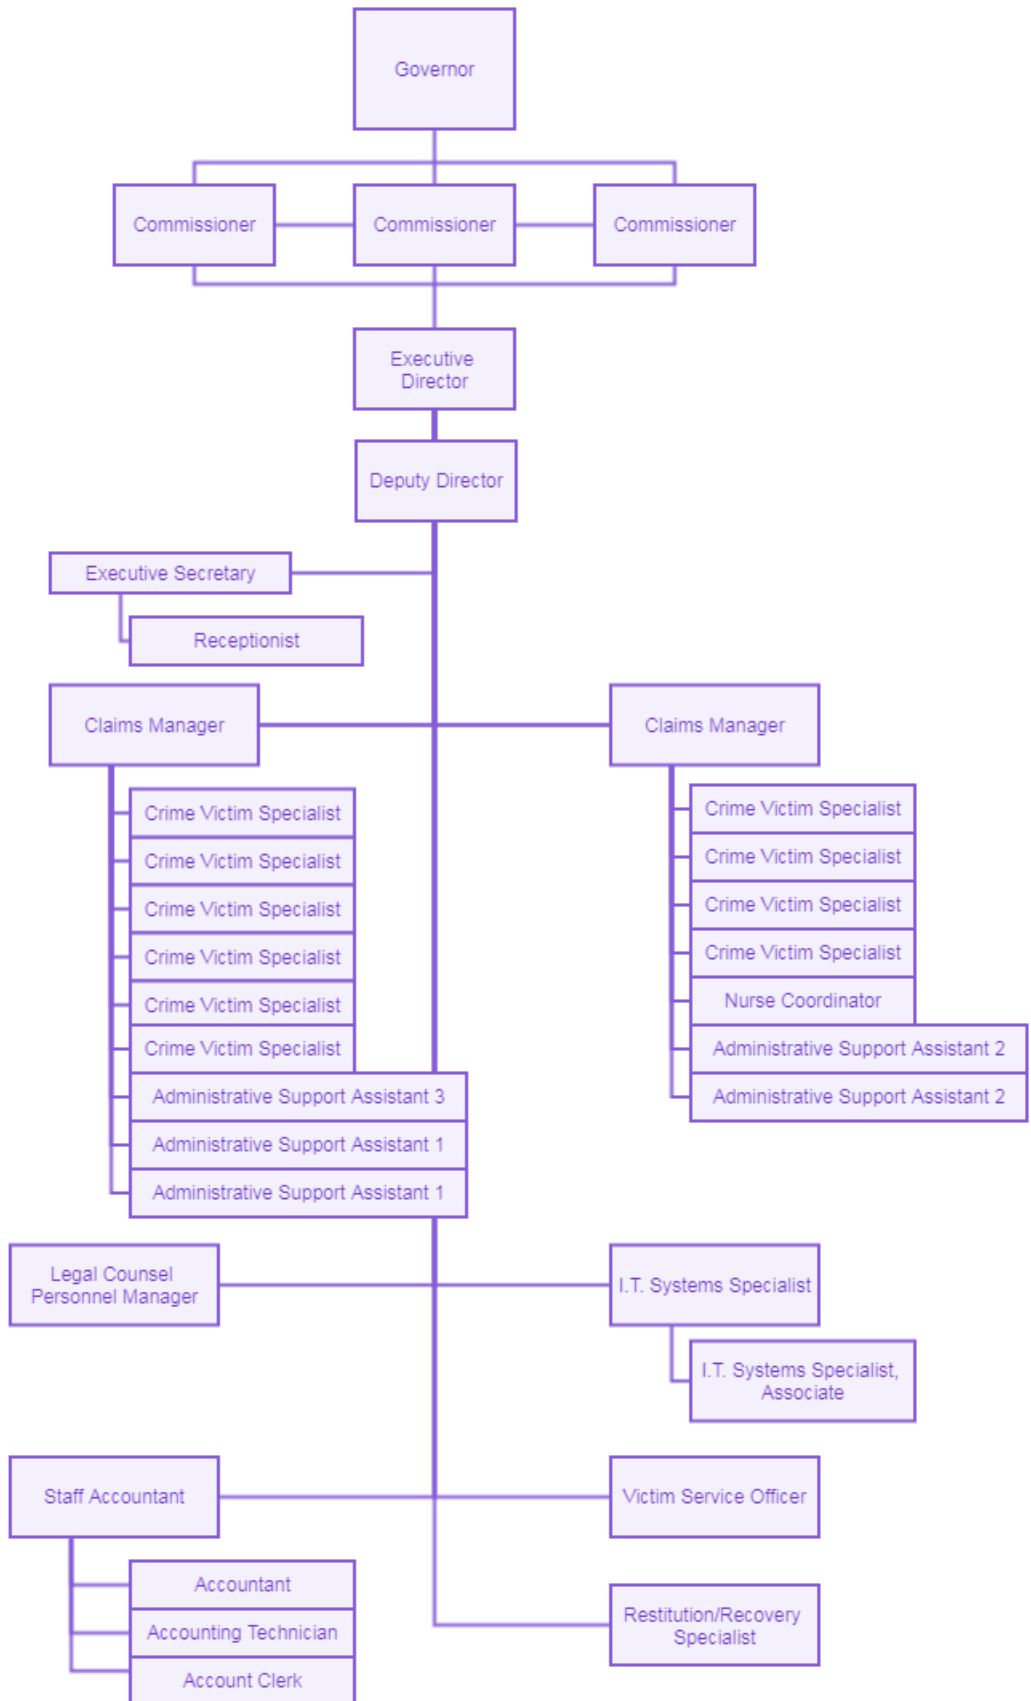 Governor
Commissioner
Commissioner
Commissioner
Executive
Director
Deputy Director
Executive Secretary
Receptionist
Claims Manager
Crime Victim Specialist
Crime Victim Specialist
Crime Victim Specialist
Crime Victim Specialist
Crime Victim Specialist
Crime Victim Specialist
Administrative Support Assistant 3
Administrative Support Assistant 1
Administrative Support Assistant 1
Claims Manager
Crime Victim Specialist
Crime Victim Specialist
Crime Victim Specialist
Crime Victim Specialist
Nurse Coordinator
Administrative Support Assistant 2
Administrative Support Assistant 2
Legal Counsel
Personnel Manager
I.T. Systems Specialist
I.T. Systems Specialist,
Associate
Staff Accountant
Accountant
Accounting Technician
Account Clerk
Victim Service Officer
Restitution/Recovery
Specialist